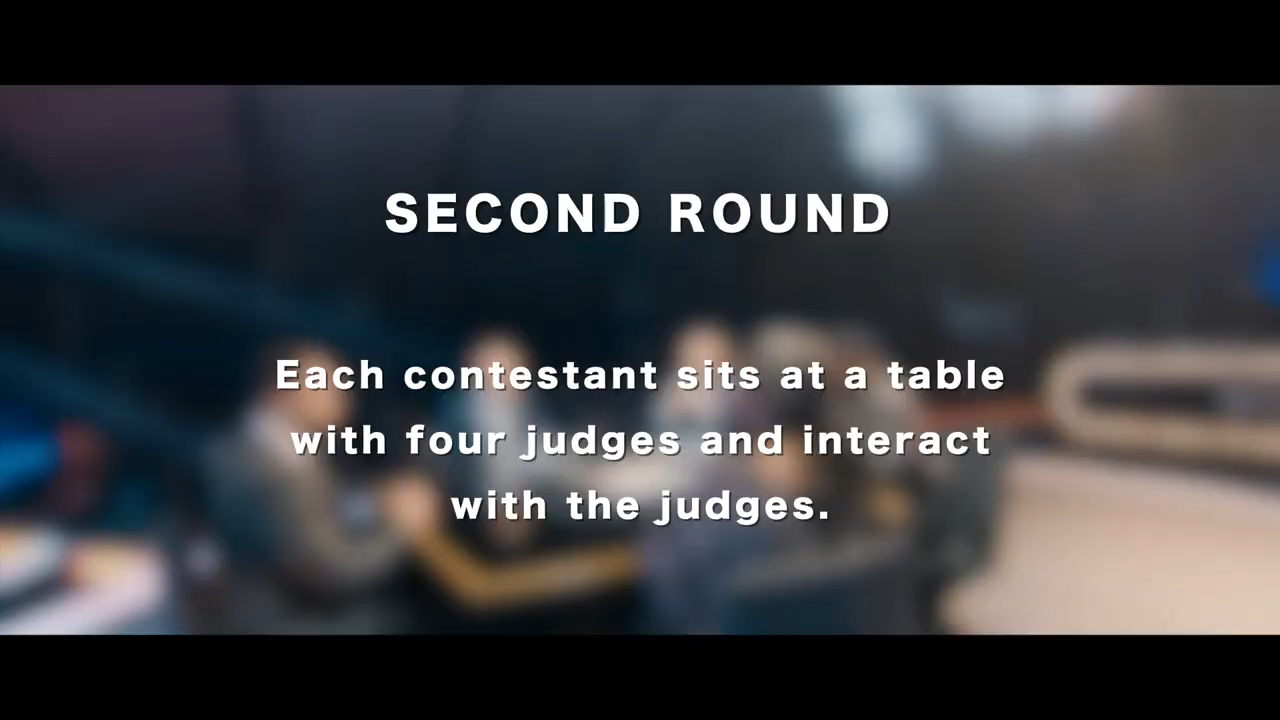 SECOND ROUND
Each contestant sits at a table
with four judges and interact
with the judges.